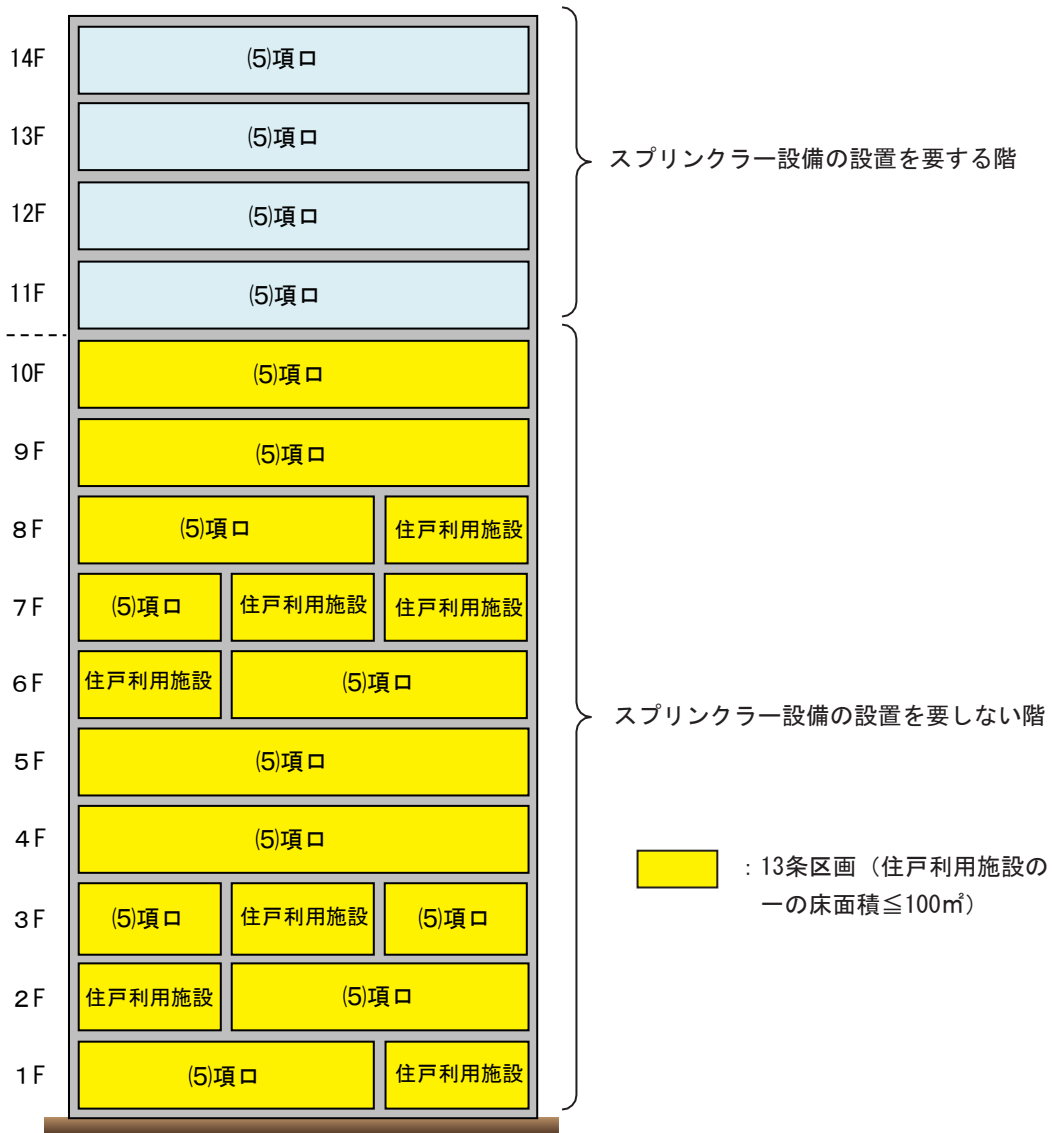 14F
⑸項ロ
13F
⑸項ロ
スプリンクラー設備の設置を要する階
12F
⑸項ロ
11F
⑸項ロ
10F
⑸項ロ
9F
⑸項ロ
8F
⑸項ロ
住戸利用施設
7F
⑸項ロ
住戸利用施設
住戸利用施設
6F
住戸利用施設
⑸項ロ
スプリンクラー設備の設置を要しない階
5F
⑸項ロ
4F
⑸項ロ
：13条区画（住戸利用施設の
一の床面積≦100㎡）
3F
⑸項ロ
住戸利用施設
⑸項ロ
2F
住戸利用施設
⑸項ロ
1F
⑸項ロ
住戸利用施設